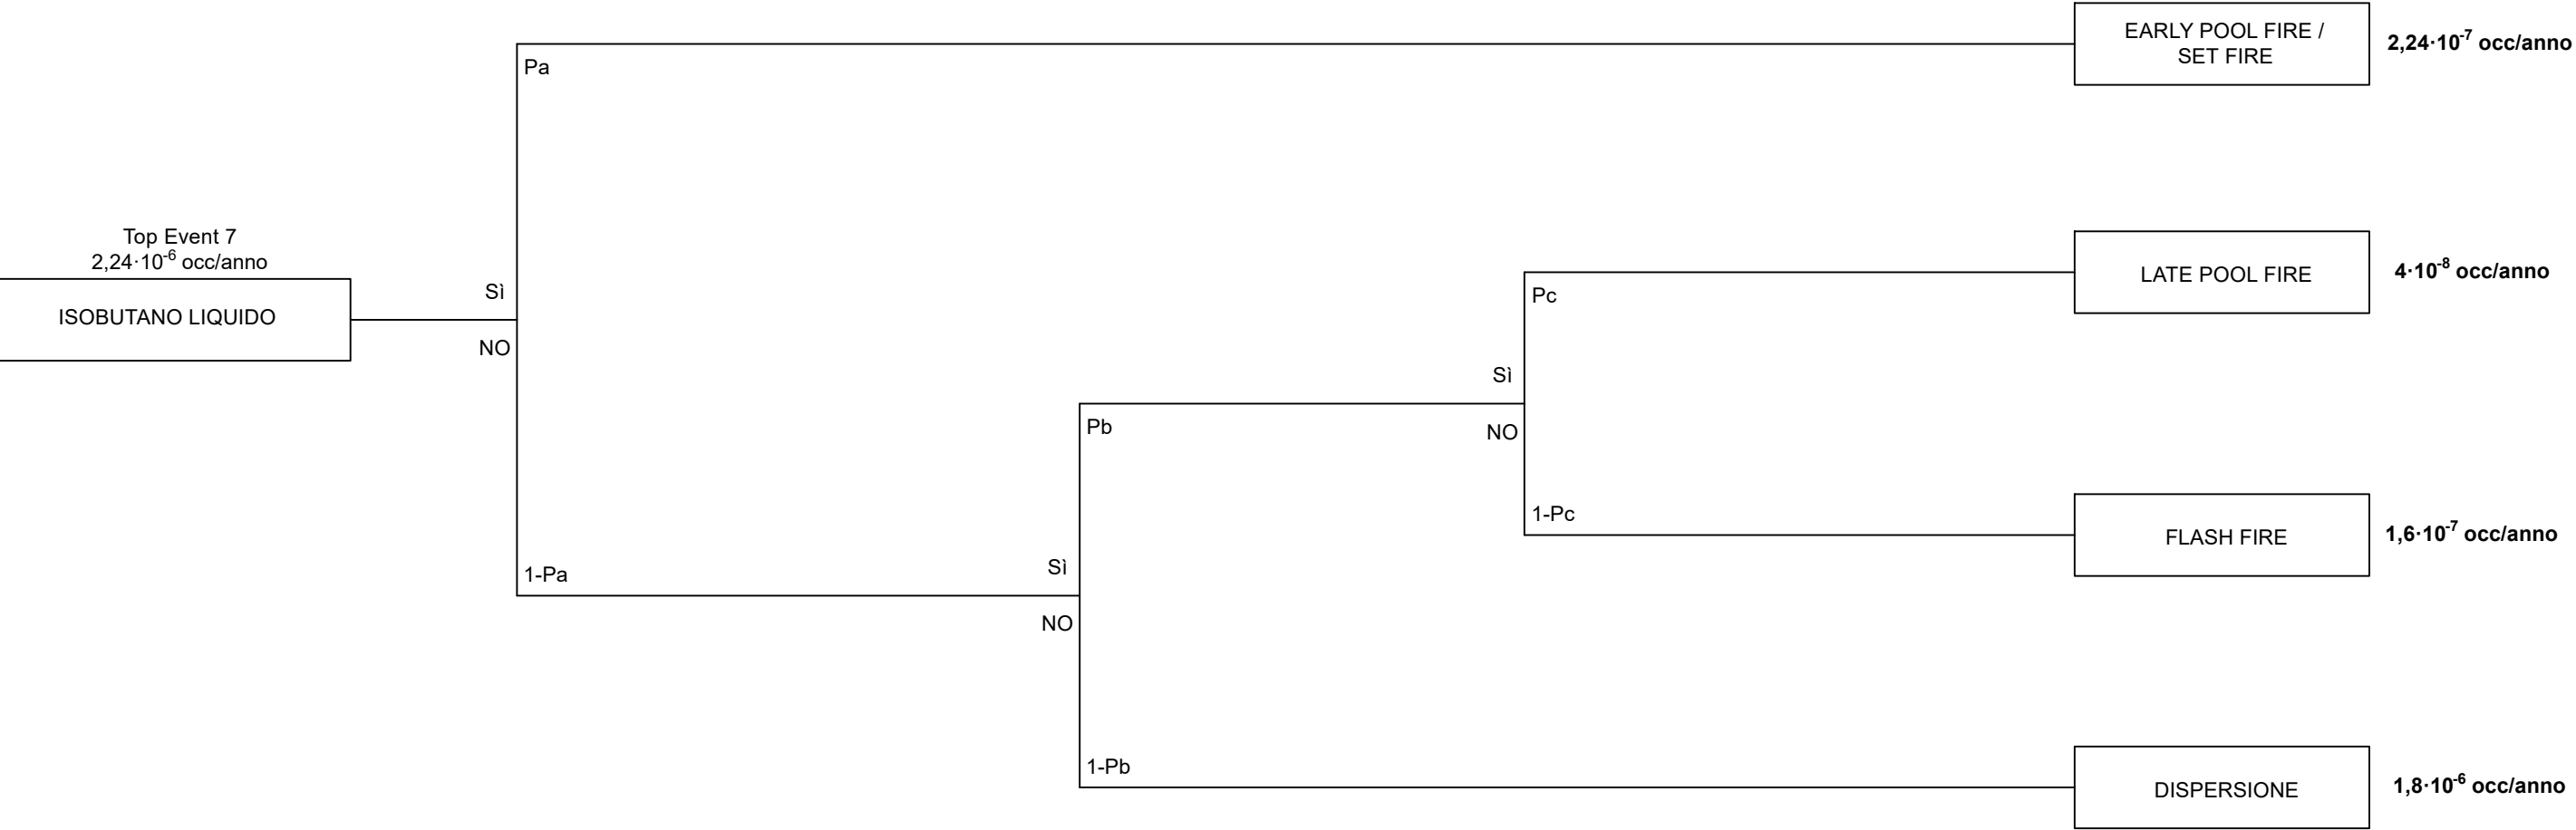 EARLY POOL FIRE /
SET FIRE
2,24·10⁻⁷ occ/anno
Pa
Top Event 7
2,24·10⁻⁶ occ/anno
ISOBUTANO LIQUIDO
Sì
NO
LATE POOL FIRE
4·10⁻⁸ occ/anno
Pc
Sì
NO
Pb
1-Pc
FLASH FIRE
1,6·10⁻⁷ occ/anno
1-Pa
Sì
NO
1-Pb
DISPERSIONE
1,8·10⁻⁶ occ/anno